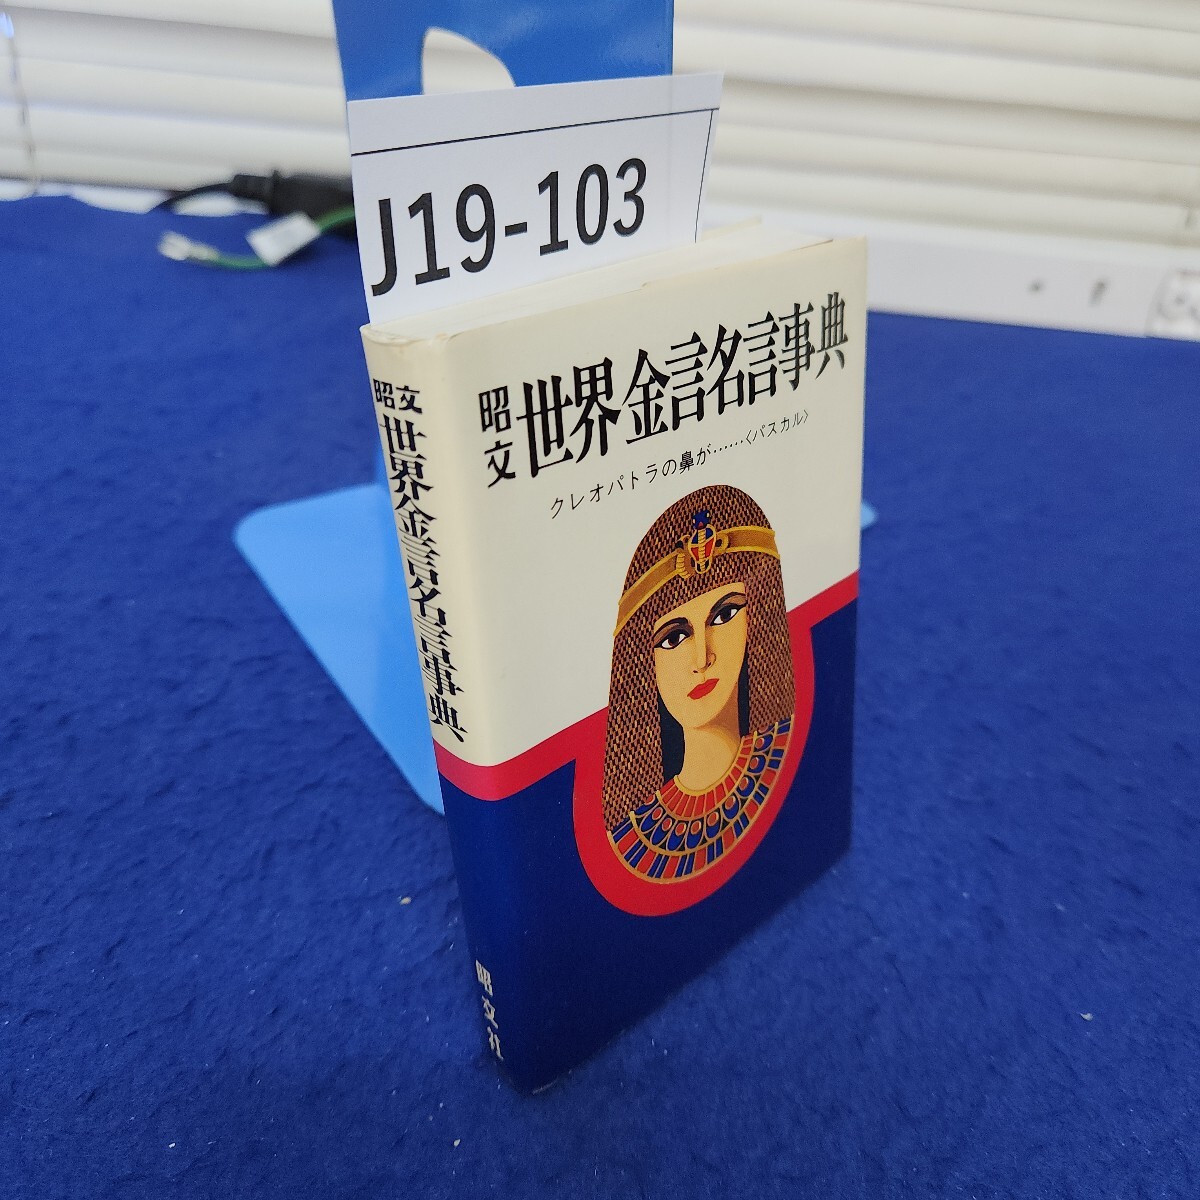 J19-103
昭文 世界金言名言事典
クレオパトラの鼻が……〈パスカル〉
昭文 世界金言名言事典
昭文社